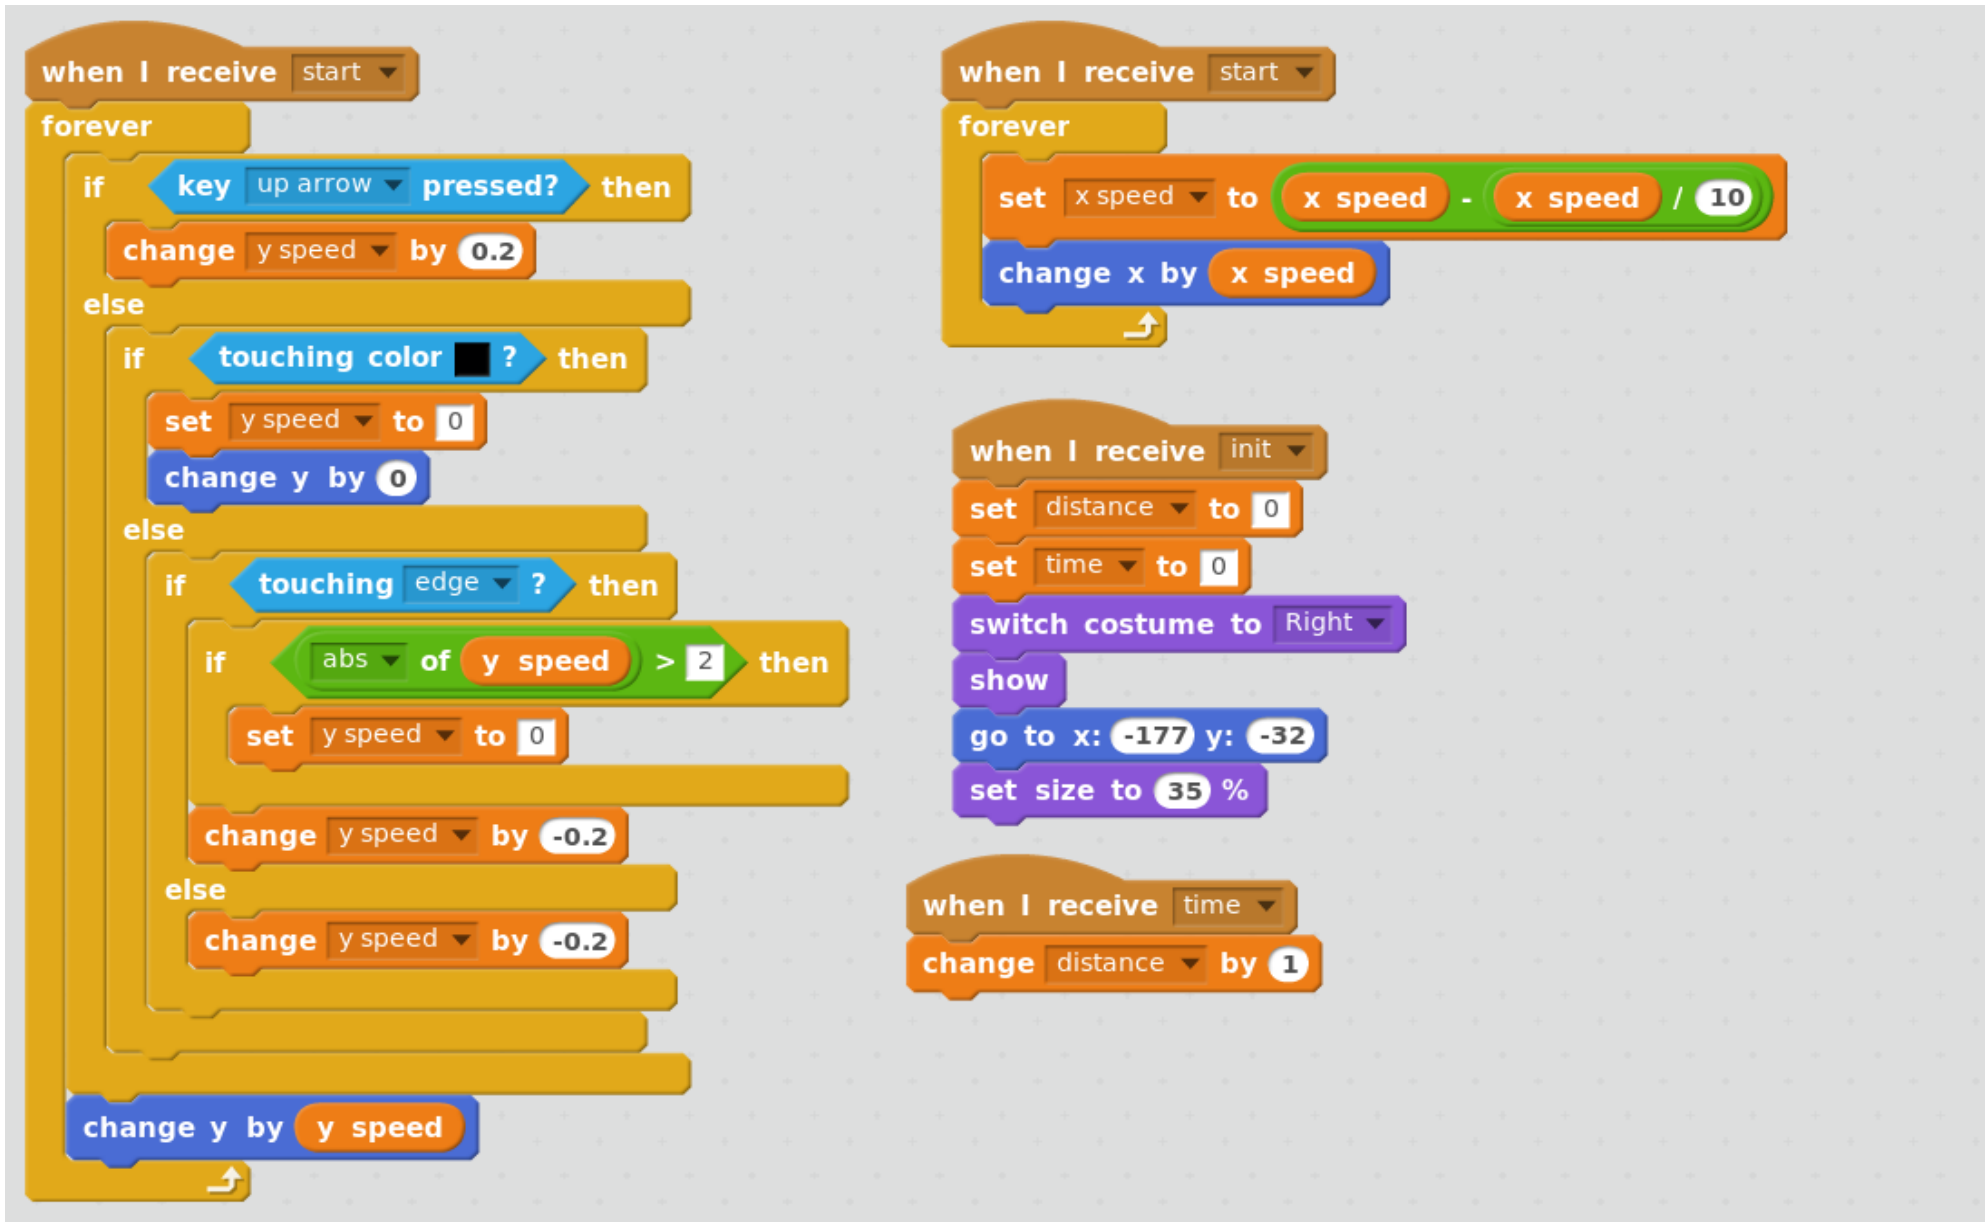 when I receive start
forever
if key up arrow pressed? then
change y speed by 0.2
else
if touching color ? then
set y speed to 0
change y by 0
else
if touching edge ? then
if abs of y speed > 2 then
set y speed to 0
change y speed by -0.2
else
change y speed by -0.2
change y by y speed
when I receive start
forever
set x speed to x speed - x speed / 10
change x by x speed
when I receive init
set distance to 0
set time to 0
switch costume to Right
show
go to x: -177 y: -32
set size to 35 %
when I receive time
change distance by 1